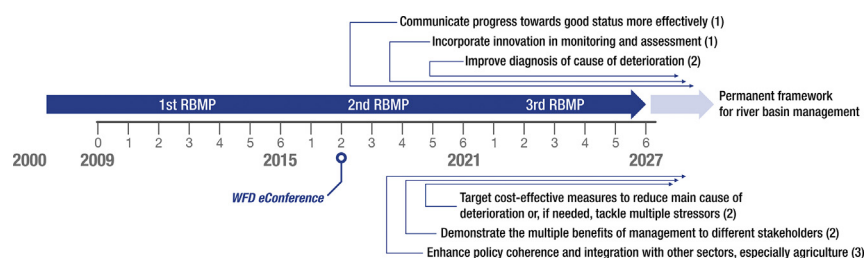 Communicate progress towards good status more effectively (1)
Incorporate innovation in monitoring and assessment (1)
Improve diagnosis of cause of deterioration (2)
1st RBMP 2nd RBMP 3rd RBMP
Permanent framework
for river basin management
0 1 2 3 4 5 6 1 2 3 4 5 6 1 2 3 4 5 6
2000 2009 2015 2021 2027
WFD eConference
Target cost-effective measures to reduce main cause of
deterioration or, if needed, tackle multiple stressors (2)
Demonstrate the multiple benefits of management to different stakeholders (2)
Enhance policy coherence and integration with other sectors, especially agriculture (3)